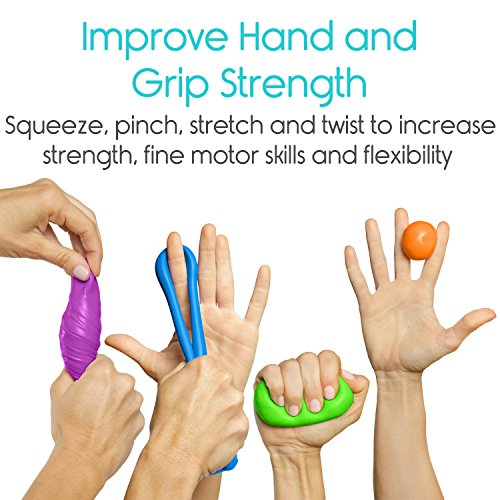 Improve Hand and
Grip Strength
Squeeze, pinch, stretch and twist to increase
strength, fine motor skills and flexibility